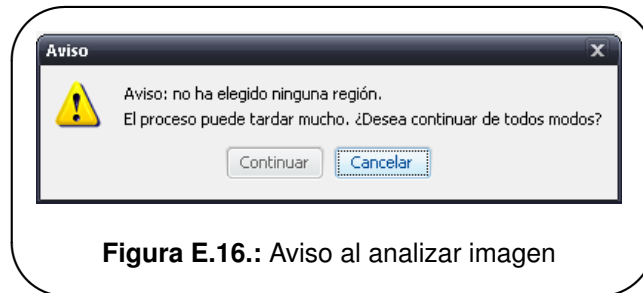 Aviso
Aviso: no ha elegido ninguna región.
El proceso puede tardar mucho. ¿Desea continuar de todos modos?
Continuar Cancelar
Figura E.16.: Aviso al analizar imagen